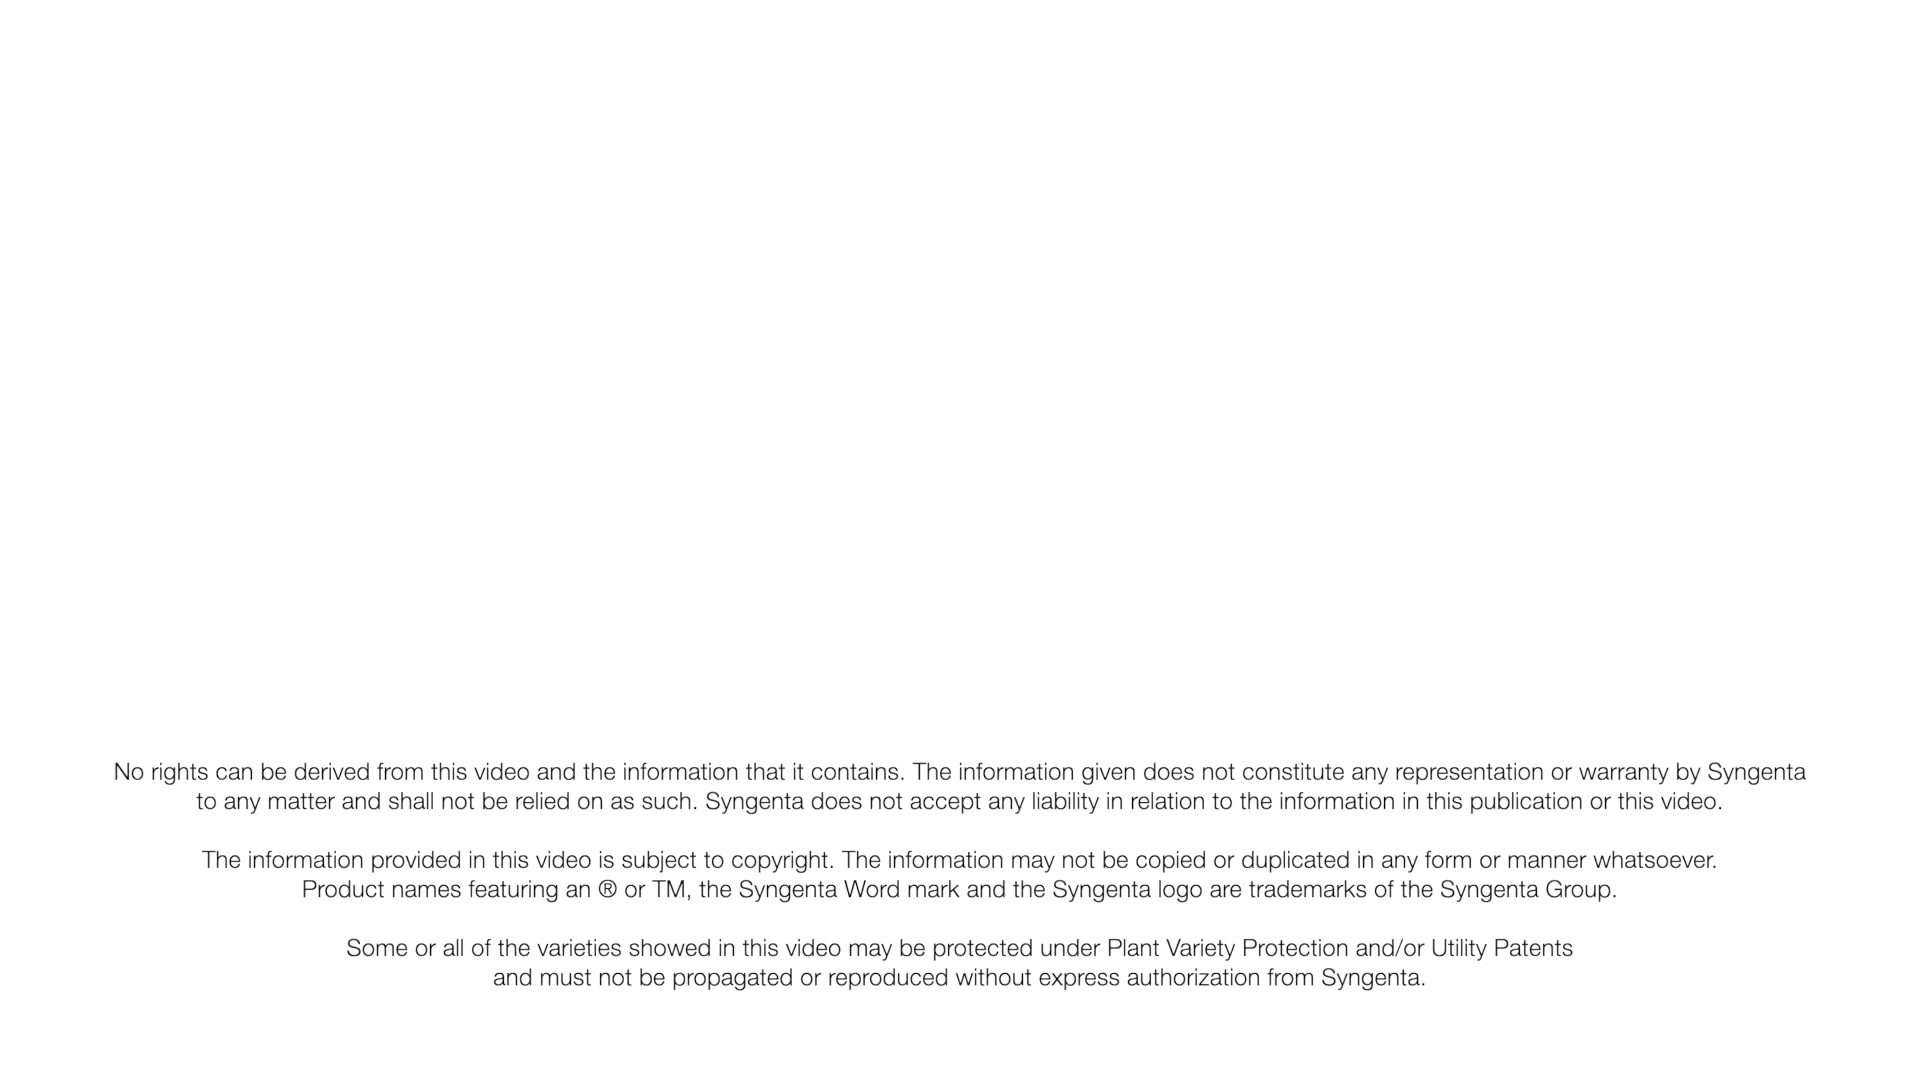 No rights can be derived from this video and the information that it contains. The information given does not constitute any representation or warranty by Syngenta
to any matter and shall not be relied on as such. Syngenta does not accept any liability in relation to the information in this publication or this video.
The information provided in this video is subject to copyright. The information may not be copied or duplicated in any form or manner whatsoever.
Product names featuring an ® or TM, the Syngenta Word mark and the Syngenta logo are trademarks of the Syngenta Group.
Some or all of the varieties showed in this video may be protected under Plant Variety Protection and/or Utility Patents
and must not be propagated or reproduced without express authorization from Syngenta.